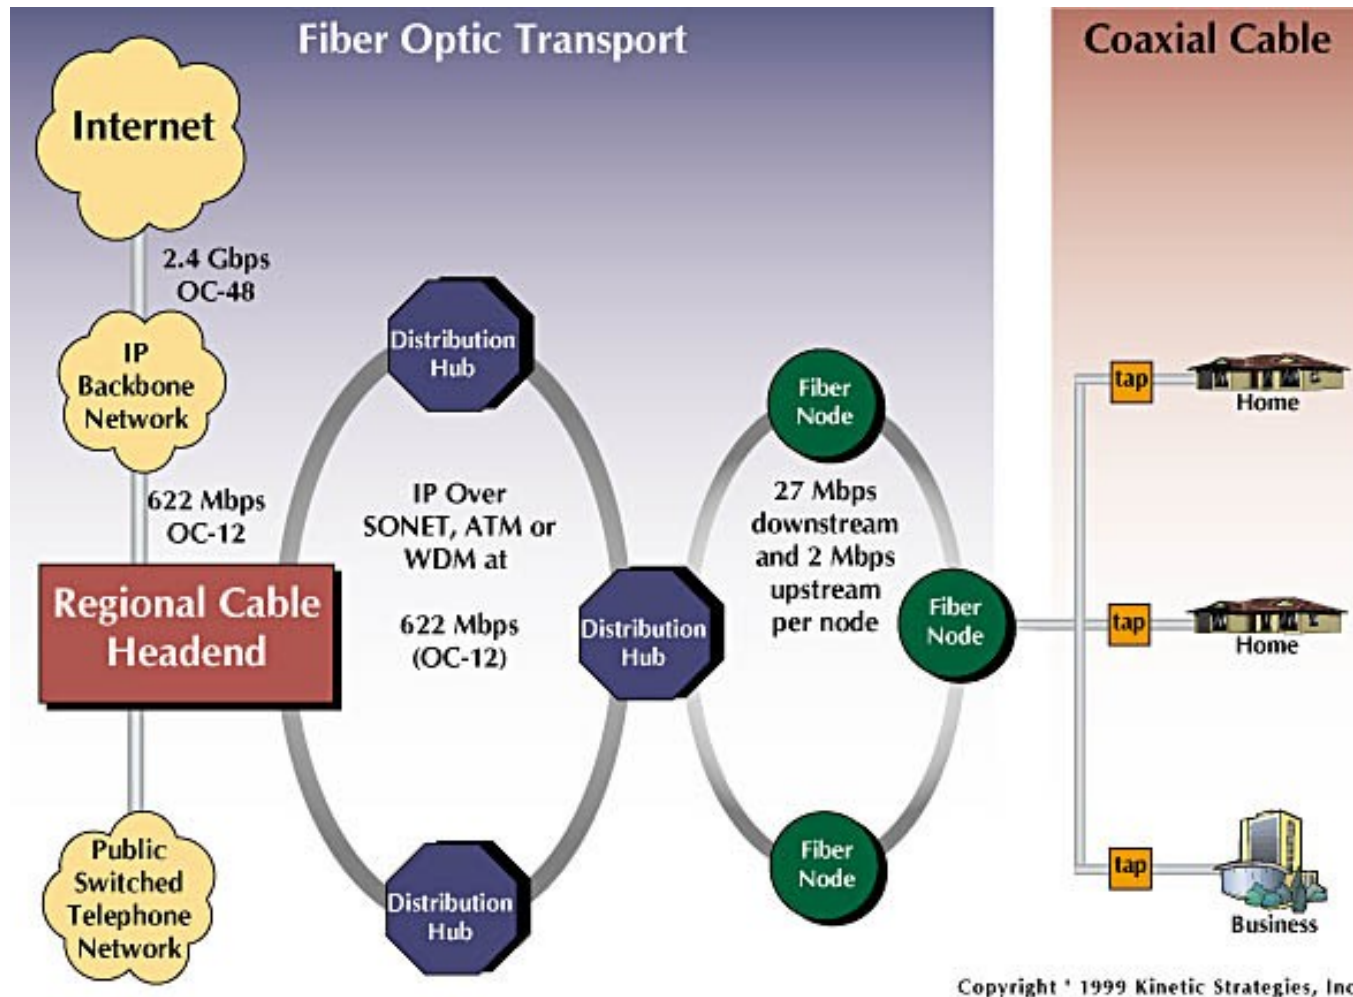 Fiber Optic Transport
Coaxial Cable
Internet
2.4 Gbps
OC-48
IP
Backbone
Network
622 Mbps
OC-12
Regional Cable
Headend
Public
Switched
Telephone
Network
Distribution
Hub
IP Over
SONET, ATM or
WDM at
622 Mbps
(OC-12)
Distribution
Hub
Distribution
Hub
Fiber
Node
27 Mbps
downstream
and 2 Mbps
upstream
per node
Fiber
Node
Fiber
Node
tap
Home
tap
Home
tap
Business
Copyright ' 1999 Kinetic Strategies, Inc